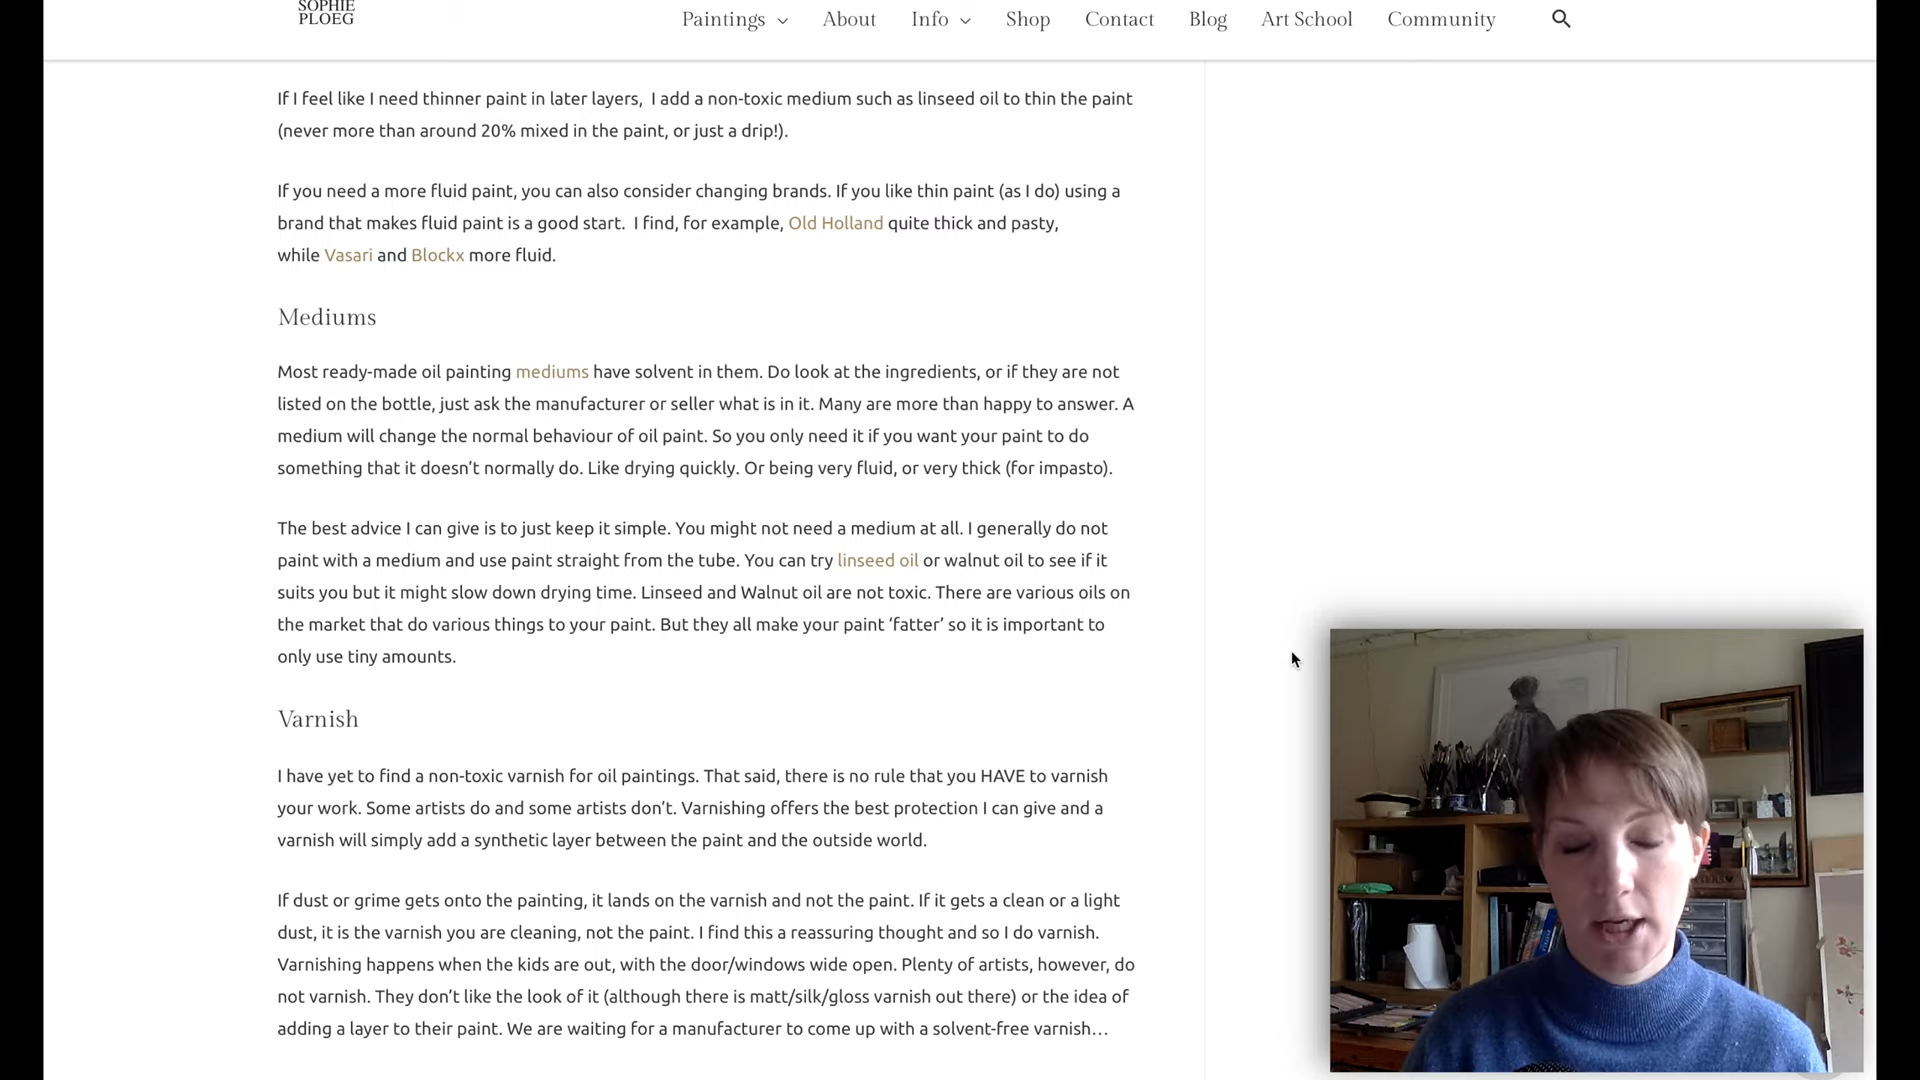 SOPHIE
PLOEG
Paintings About Info Shop Contact Blog Art School Community
If I feel like I need thinner paint in later layers,  I add a non-toxic medium such as linseed oil to thin the paint
(never more than around 20% mixed in the paint, or just a drip!).
If you need a more fluid paint, you can also consider changing brands. If you like thin paint (as I do) using a
brand that makes fluid paint is a good start.  I find, for example, Old Holland quite thick and pasty,
while Vasari and Blockx more fluid.
Mediums
Most ready-made oil painting mediums have solvent in them. Do look at the ingredients, or if they are not
listed on the bottle, just ask the manufacturer or seller what is in it. Many are more than happy to answer. A
medium will change the normal behaviour of oil paint. So you only need it if you want your paint to do
something that it doesn’t normally do. Like drying quickly. Or being very fluid, or very thick (for impasto).
The best advice I can give is to just keep it simple. You might not need a medium at all. I generally do not
paint with a medium and use paint straight from the tube. You can try linseed oil or walnut oil to see if it
suits you but it might slow down drying time. Linseed and Walnut oil are not toxic. There are various oils on
the market that do various things to your paint. But they all make your paint ‘fatter’ so it is important to
only use tiny amounts.
Varnish
I have yet to find a non-toxic varnish for oil paintings. That said, there is no rule that you HAVE to varnish
your work. Some artists do and some artists don’t. Varnishing offers the best protection I can give and a
varnish will simply add a synthetic layer between the paint and the outside world.
If dust or grime gets onto the painting, it lands on the varnish and not the paint. If it gets a clean or a light
dust, it is the varnish you are cleaning, not the paint. I find this a reassuring thought and so I do varnish.
Varnishing happens when the kids are out, with the door/windows wide open. Plenty of artists, however, do
not varnish. They don’t like the look of it (although there is matt/silk/gloss varnish out there) or the idea of
adding a layer to their paint. We are waiting for a manufacturer to come up with a solvent-free varnish…